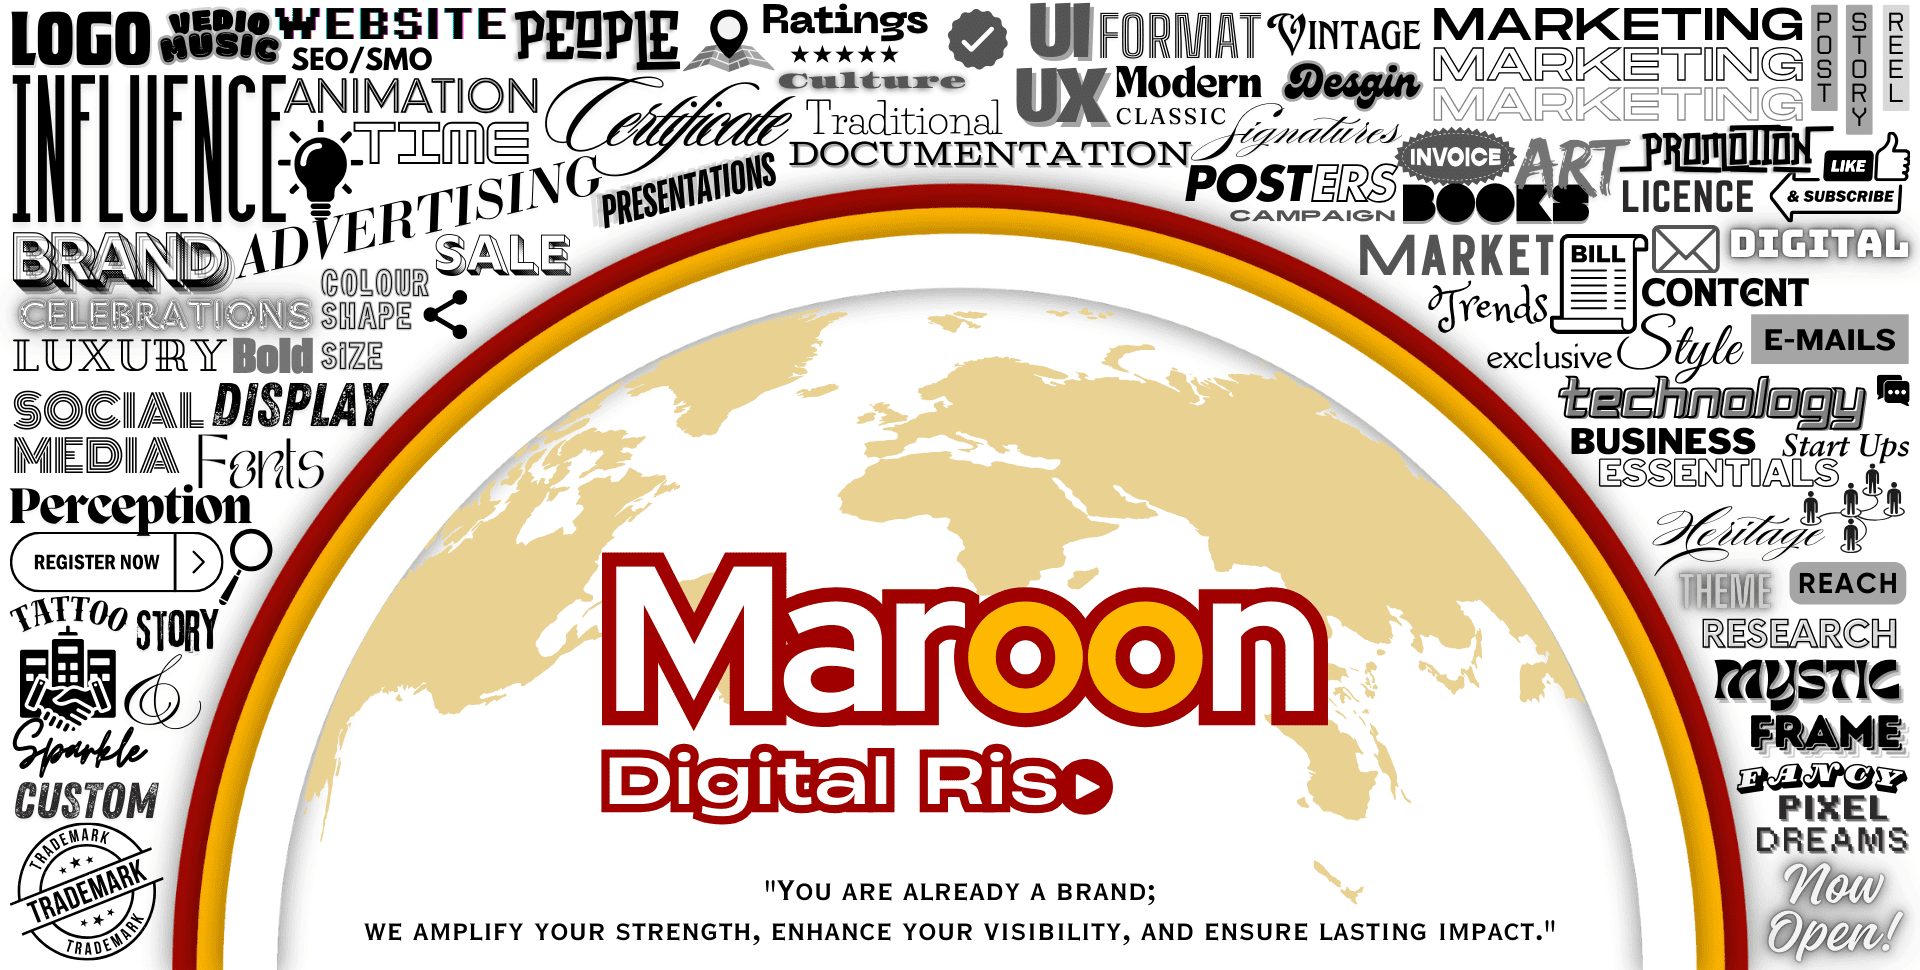 LOGO
VEDIO
MUSIC
WEBSITE
SEO/SMO
PEOPLE
Ratings
Culture
UI
UX
FORMAT
VINTAGE
Modern
CLASSIC
Desgin
MARKETING
MARKETING
MARKETING
POST
STORY
REEL
INFLUENCE
ANIMATION
TIME
Certificate
Traditional
DOCUMENTATION
Signatures
ADVERTISING
PRESENTATIONS
POSTERS
CAMPAIGN
INVOICE
ART
BOOKS
PROMOTION
LICENCE
LIKE
& SUBSCRIBE
BRAND
SALE
COLOUR
SHAPE
SIZE
CELEBRATIONS
LUXURY
Bold
MARKET
BILL
DIGITAL
Trends
CONTENT
exclusive
Style
E-MAILS
SOCIAL
MEDIA
DISPLAY
Fonts
technology
BUSINESS
Start Ups
ESSENTIALS
Perception
REGISTER NOW
Heritage
TATTOO
STORY
THEME
REACH
RESEARCH
&
Sparkle
CUSTOM
MYSTIC
FRAME
FANCY
PIXEL
DREAMS
TRADEMARK
TRADEMARK
TRADEMARK
Now
Open!
Maroon
Digital Ris
"YOU ARE ALREADY A BRAND;
WE AMPLIFY YOUR STRENGTH, ENHANCE YOUR VISIBILITY, AND ENSURE LASTING IMPACT."